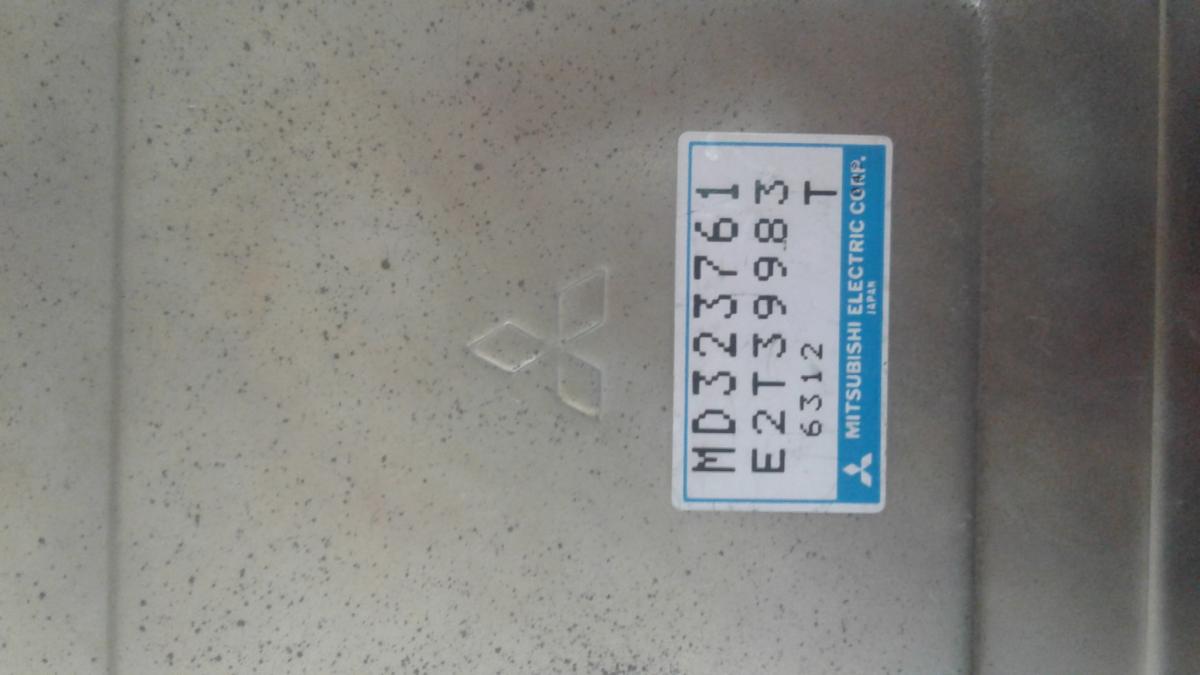 MD323761
E2T39983
6312 T
MITSUBISHI ELECTRIC CORP.
JAPAN